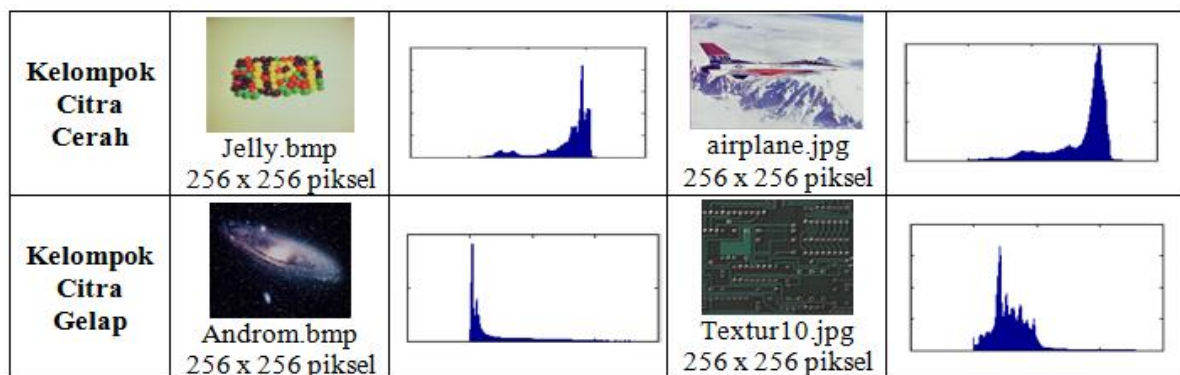 Kelompok
Citra
Cerah
Jelly.bmp
256 x 256 piksel
airplane.jpg
256 x 256 piksel
Kelompok
Citra
Gelap
Androm.bmp
256 x 256 piksel
Textur10.jpg
256 x 256 piksel